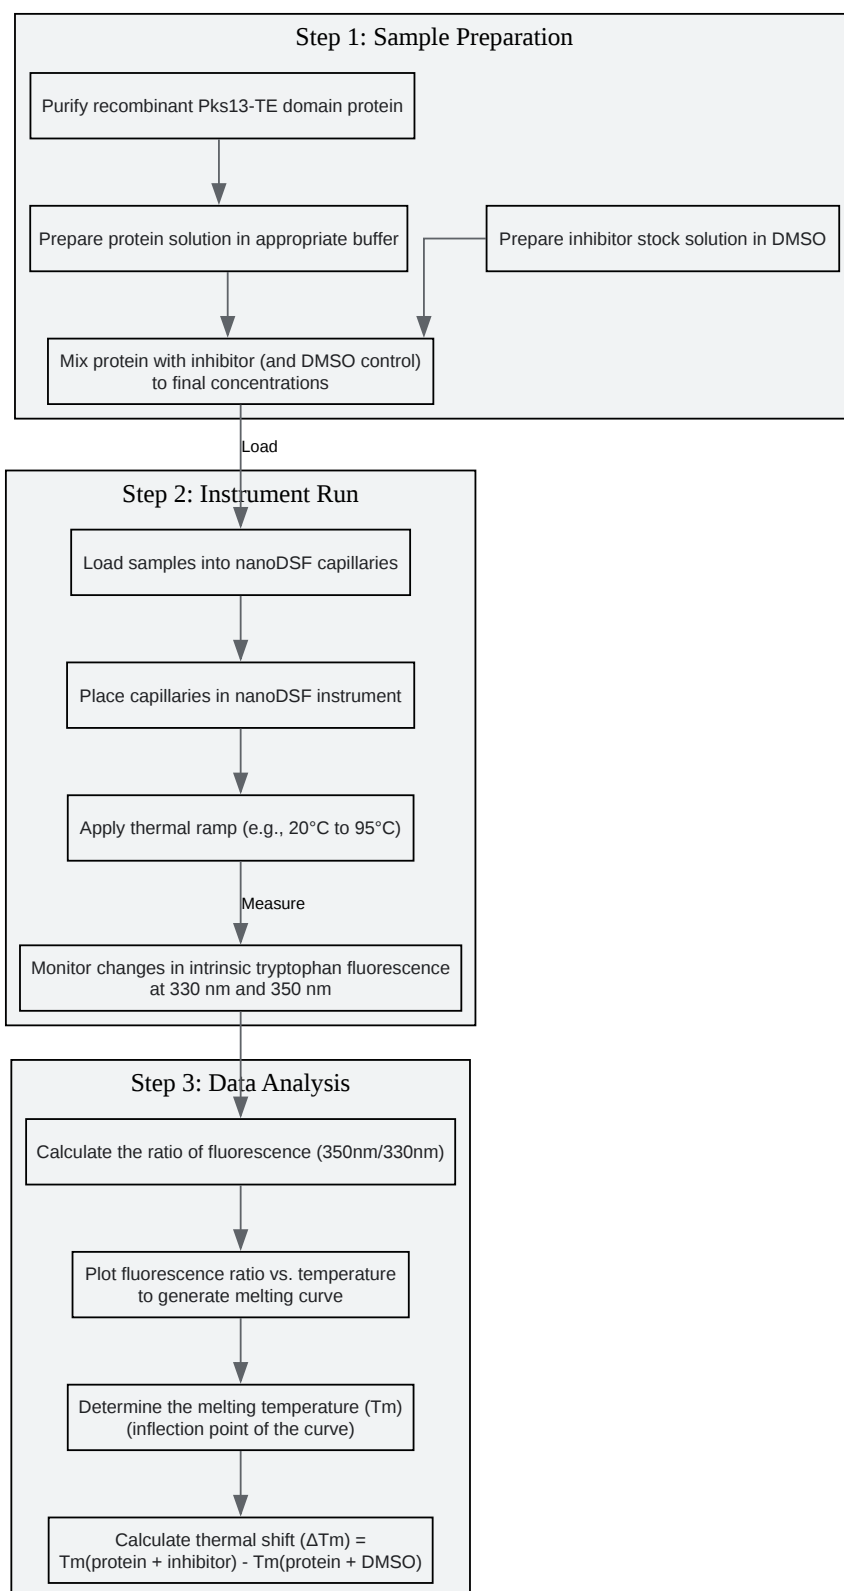 Step 1: Sample Preparation
Purify recombinant Pks13-TE domain protein
Prepare protein solution in appropriate buffer
Prepare inhibitor stock solution in DMSO
Mix protein with inhibitor (and DMSO control)
to final concentrations
Load
Step 2: Instrument Run
Load samples into nanoDSF capillaries
Place capillaries in nanoDSF instrument
Apply thermal ramp (e.g., 20°C to 95°C)
Measure
Monitor changes in intrinsic tryptophan fluorescence
at 330 nm and 350 nm
Step 3: Data Analysis
Calculate the ratio of fluorescence (350nm/330nm)
Plot fluorescence ratio vs. temperature
to generate melting curve
Determine the melting temperature (Tm)
(inflection point of the curve)
Calculate thermal shift (ΔTm) =
Tm(protein + inhibitor) - Tm(protein + DMSO)